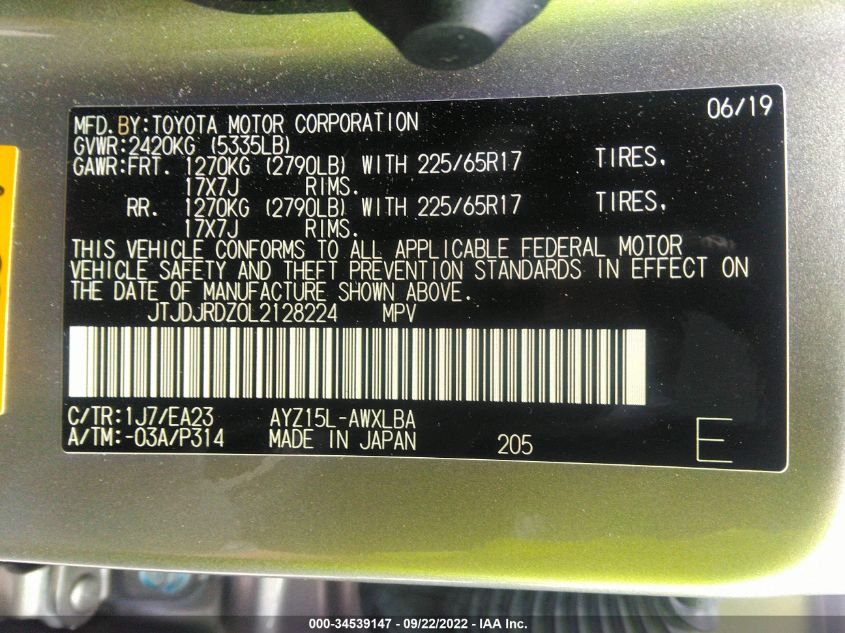 06/19
MFD.BY:TOYOTA MOTOR CORPORATION
GVWR:2420KG (5335LB)
GAWR:FRT. 1270KG (2790LB) WITH 225/65R17 TIRES,
17X7J RIMS.
RR. 1270KG (2790LB) WITH 225/65R17 TIRES,
17X7J RIMS.
THIS VEHICLE CONFORMS TO ALL APPLICABLE FEDERAL MOTOR
VEHICLE SAFETY AND THEFT PREVENTION STANDARDS IN EFFECT ON
THE DATE OF MANUFACTURE SHOWN ABOVE.
JTJDJRDZ0L2128224 MPV
C/TR:1J7/EA23 AYZ15L-AWXLBA
A/TM:-03A/P314 MADE IN JAPAN 205 E
000-34539147 - 09/22/2022 - IAA Inc.